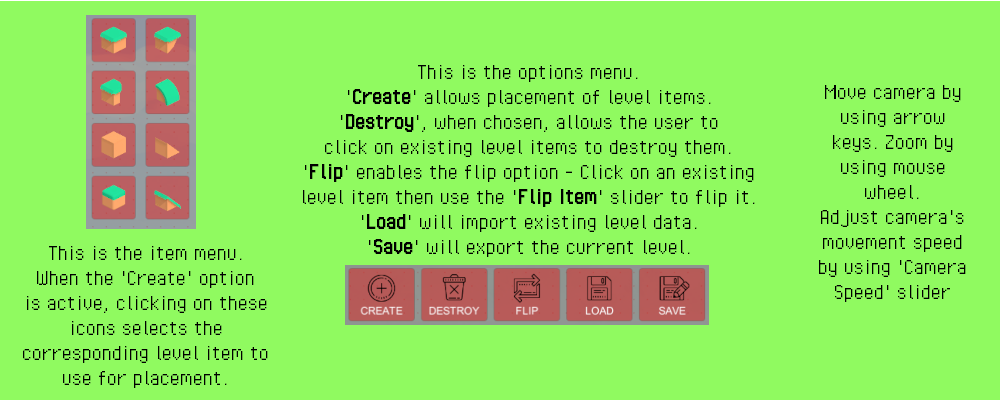 This is the item menu.
When the 'Create' option
is active, clicking on these
icons selects the
corresponding level item to
use for placement.
This is the options menu.
'Create' allows placement of level items.
'Destroy', when chosen, allows the user to
click on existing level items to destroy them.
'Flip' enables the flip option - Click on an existing
level item then use the 'Flip Item' slider to flip it.
'Load' will import existing level data.
'Save' will export the current level.
CREATE
DESTROY
FLIP
LOAD
SAVE
Move camera by
using arrow
keys. Zoom by
using mouse
wheel.
Adjust camera's
movement speed
by using 'Camera
Speed' slider